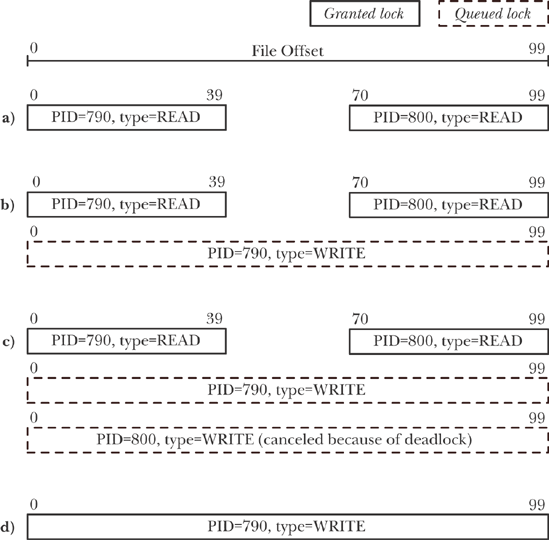 Granted lock Queued lock
0 File Offset 99
0 39 70 99
a) PID=790, type=READ PID=800, type=READ
0 39 70 99
b) PID=790, type=READ PID=800, type=READ
0 99
PID=790, type=WRITE
0 39 70 99
c) PID=790, type=READ PID=800, type=READ
0 99
PID=790, type=WRITE
0 99
PID=800, type=WRITE (canceled because of deadlock)
0 99
d) PID=790, type=WRITE